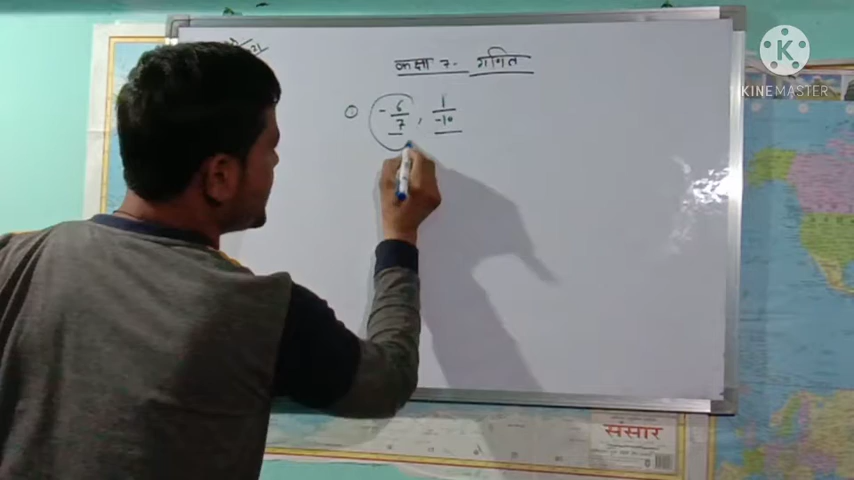 कक्षा 7 - गणित
① -6/7 , 1/-10
KINEMASTER
संसार